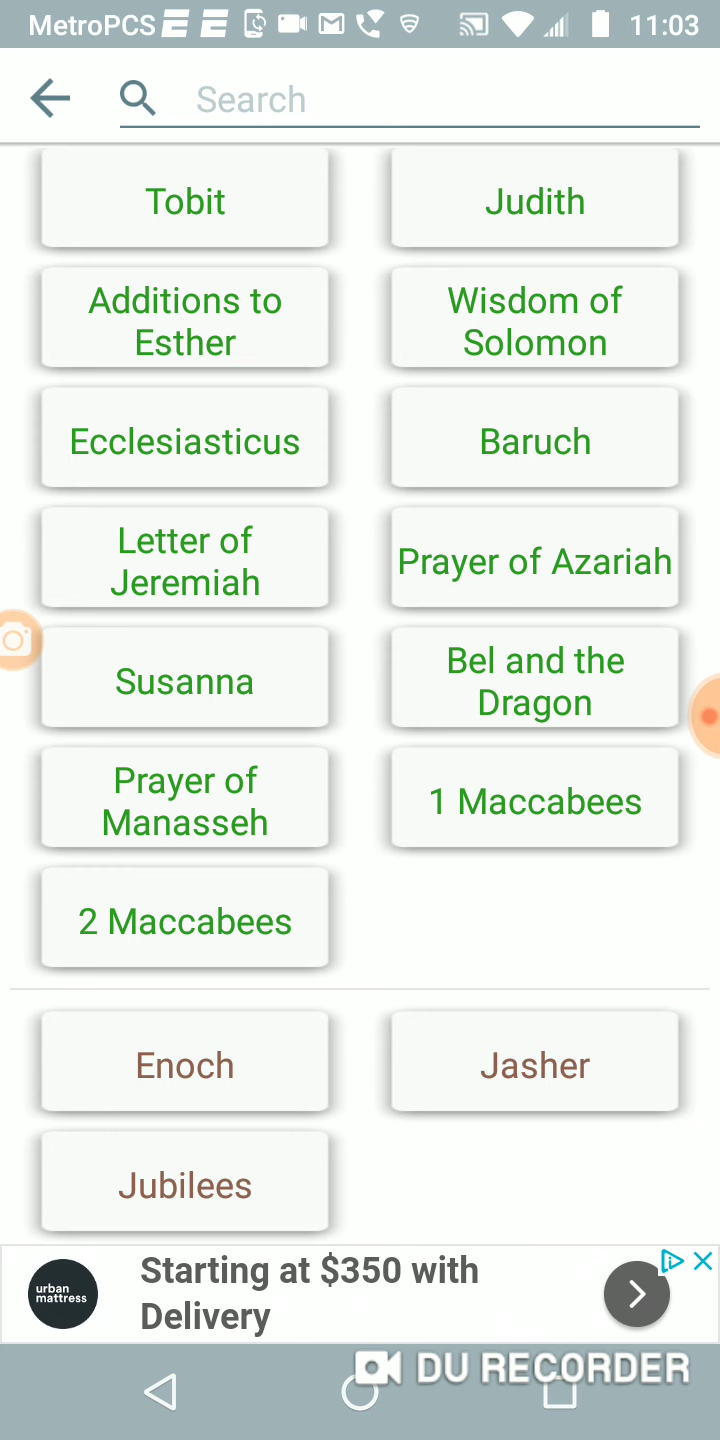 MetroPCS 11:03
Search
Tobit
Judith
Additions to
Esther
Wisdom of
Solomon
Ecclesiasticus
Baruch
Letter of
Jeremiah
Prayer of Azariah
Susanna
Bel and the
Dragon
Prayer of
Manasseh
1 Maccabees
2 Maccabees
Enoch
Jasher
Jubilees
urban
mattress
Starting at $350 with
Delivery
DU RECORDER